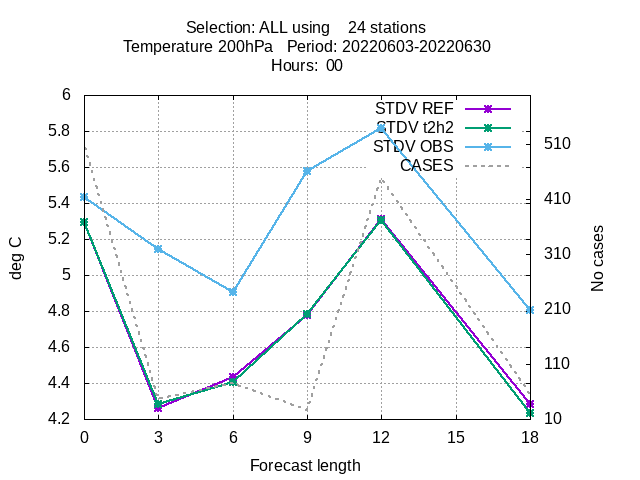 Selection: ALL using    24 stations
Temperature 200hPa   Period: 20220603-20220630
Hours:  00
STDV REF
STDV t2h2
STDV OBS
CASES
6
5.8
5.6
5.4
5.2
5
4.8
4.6
4.4
4.2
deg C
510
410
310
210
110
10
No cases
0 3 6 9 12 15 18
Forecast length